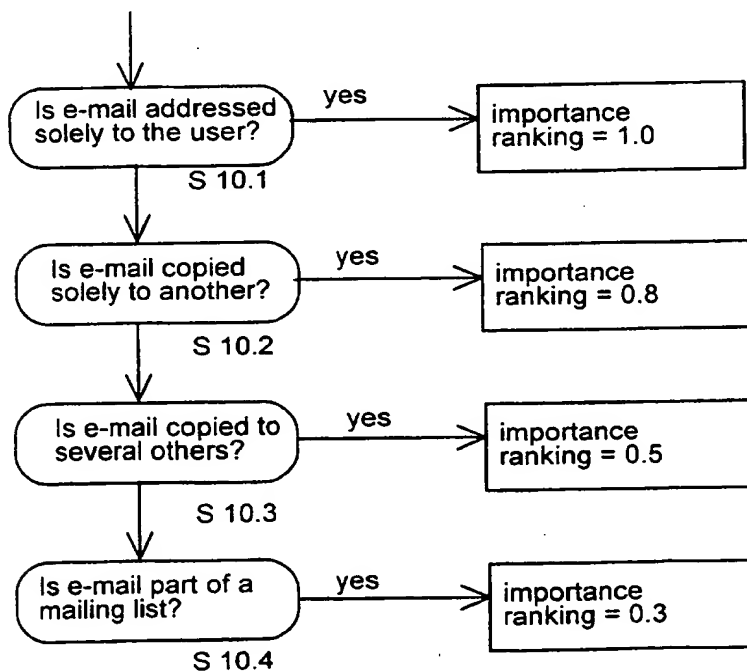 Is e-mail addressed
solely to the user?
yes
importance
ranking = 1.0
S 10.1
Is e-mail copied
solely to another?
yes
importance
ranking = 0.8
S 10.2
Is e-mail copied to
several others?
yes
importance
ranking = 0.5
S 10.3
Is e-mail part of a
mailing list?
yes
importance
ranking = 0.3
S 10.4